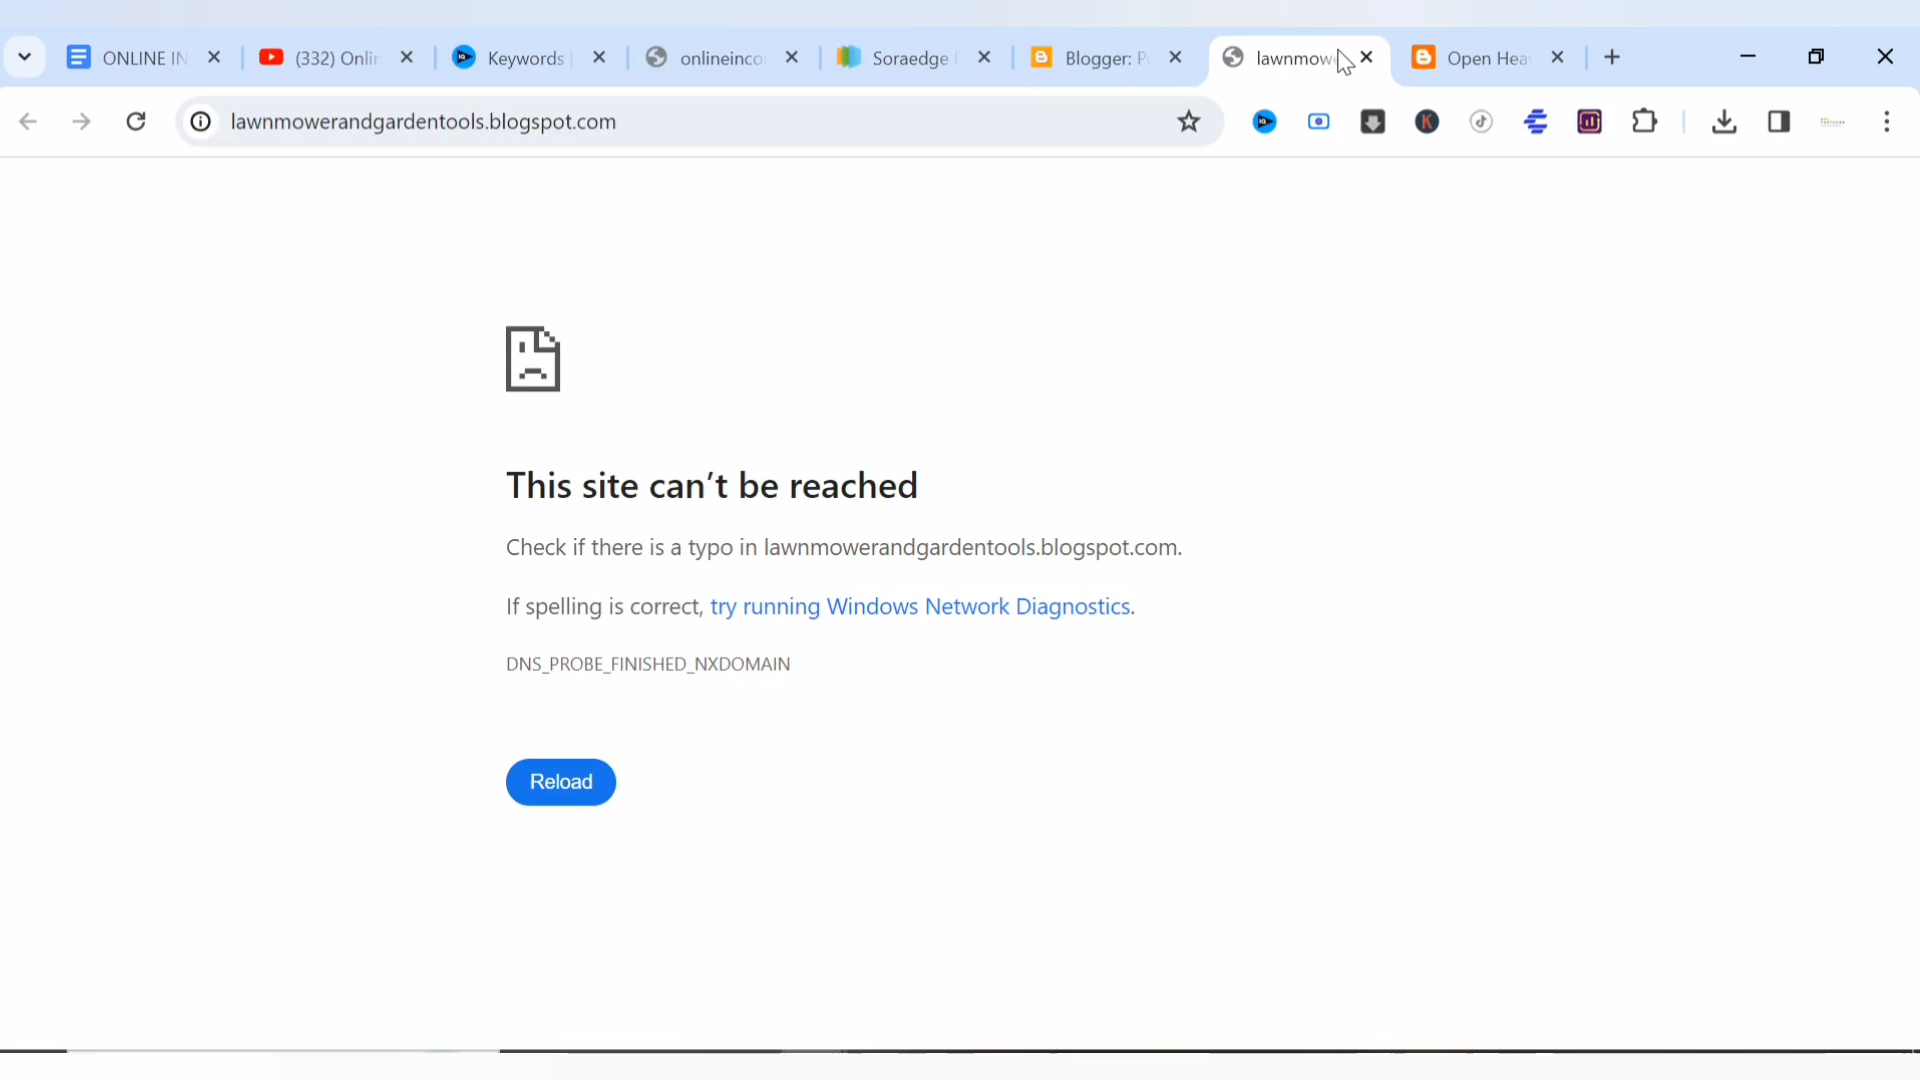 ONLINE IN
(332) Onlin
Keywords
onlineinco
Soraedge
Blogger: P
lawnmow
Open Hea
lawnmowerandgardentools.blogspot.com
This site can't be reached
Check if there is a typo in lawnmowerandgardentools.blogspot.com.
If spelling is correct, try running Windows Network Diagnostics.
DNS_PROBE_FINISHED_NXDOMAIN
Reload